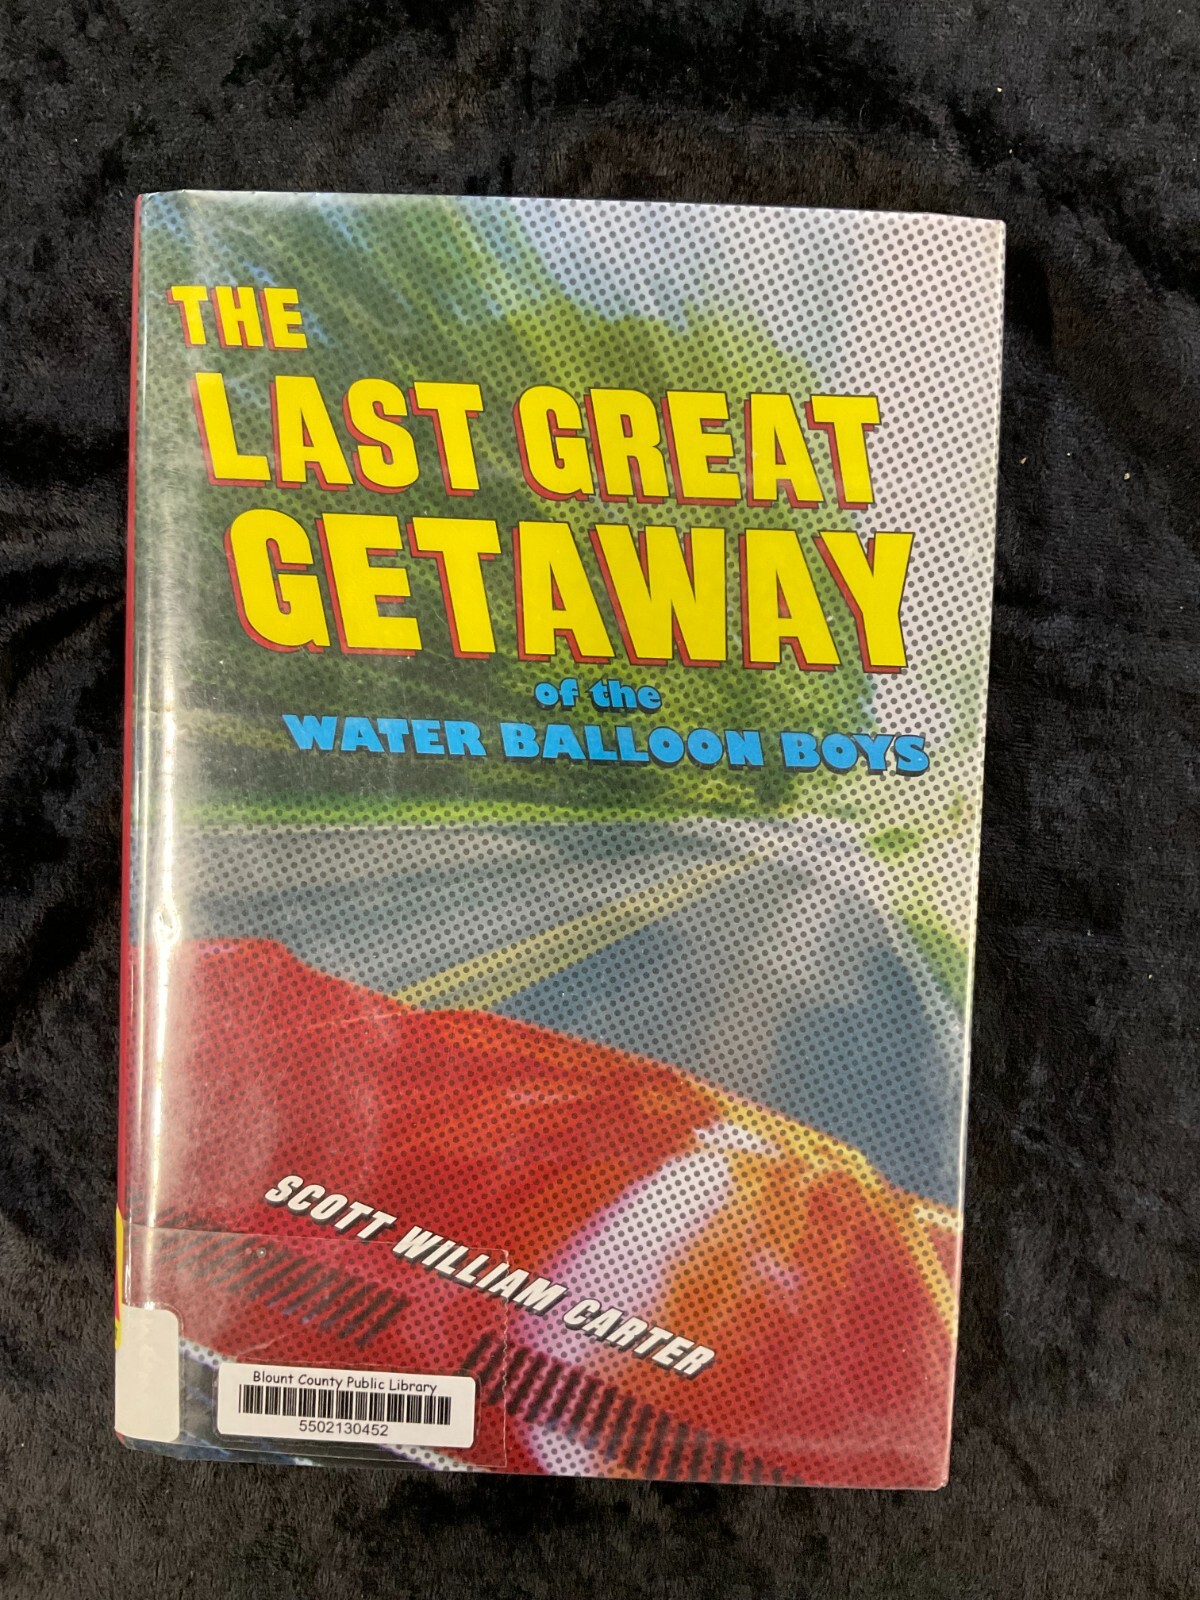 THE
LAST GREAT
GETAWAY
of the
WATER BALLOON BOYS
SCOTT WILLIAM CARTER
Blount County Public Library
5502130452